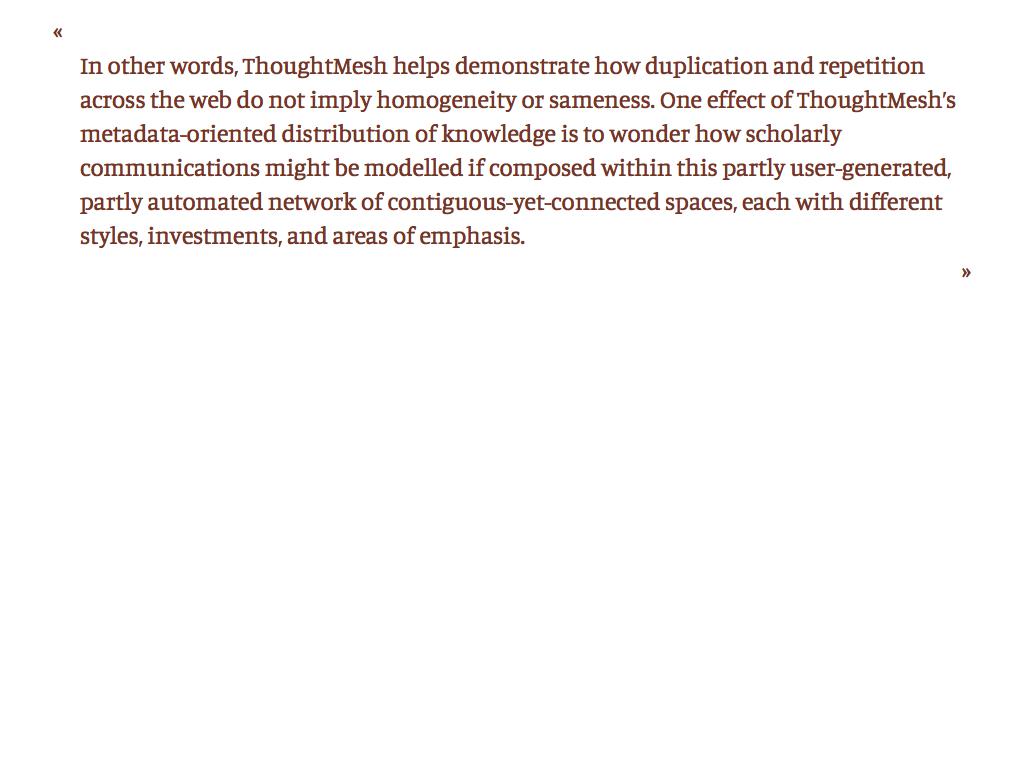 «
In other words, ThoughtMesh helps demonstrate how duplication and repetition
across the web do not imply homogeneity or sameness. One effect of ThoughtMesh’s
metadata-oriented distribution of knowledge is to wonder how scholarly
communications might be modelled if composed within this partly user-generated,
partly automated network of contiguous-yet-connected spaces, each with different
styles, investments, and areas of emphasis.
»